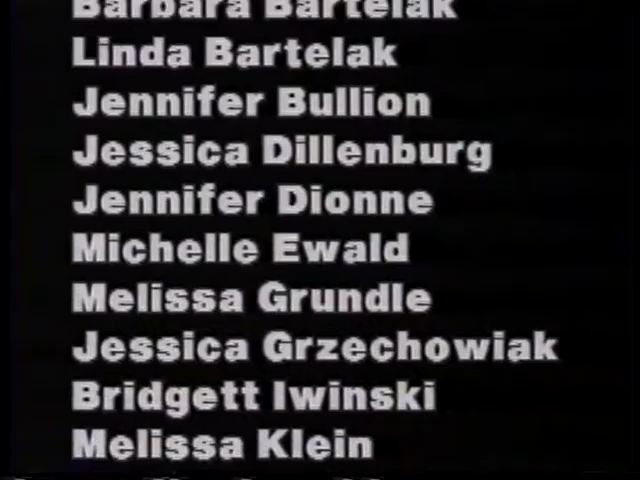 Barbara Bartelak
Linda Bartelak
Jennifer Bullion
Jessica Dillenburg
Jennifer Dionne
Michelle Ewald
Melissa Grundle
Jessica Grzechowiak
Bridgett Iwinski
Melissa Klein